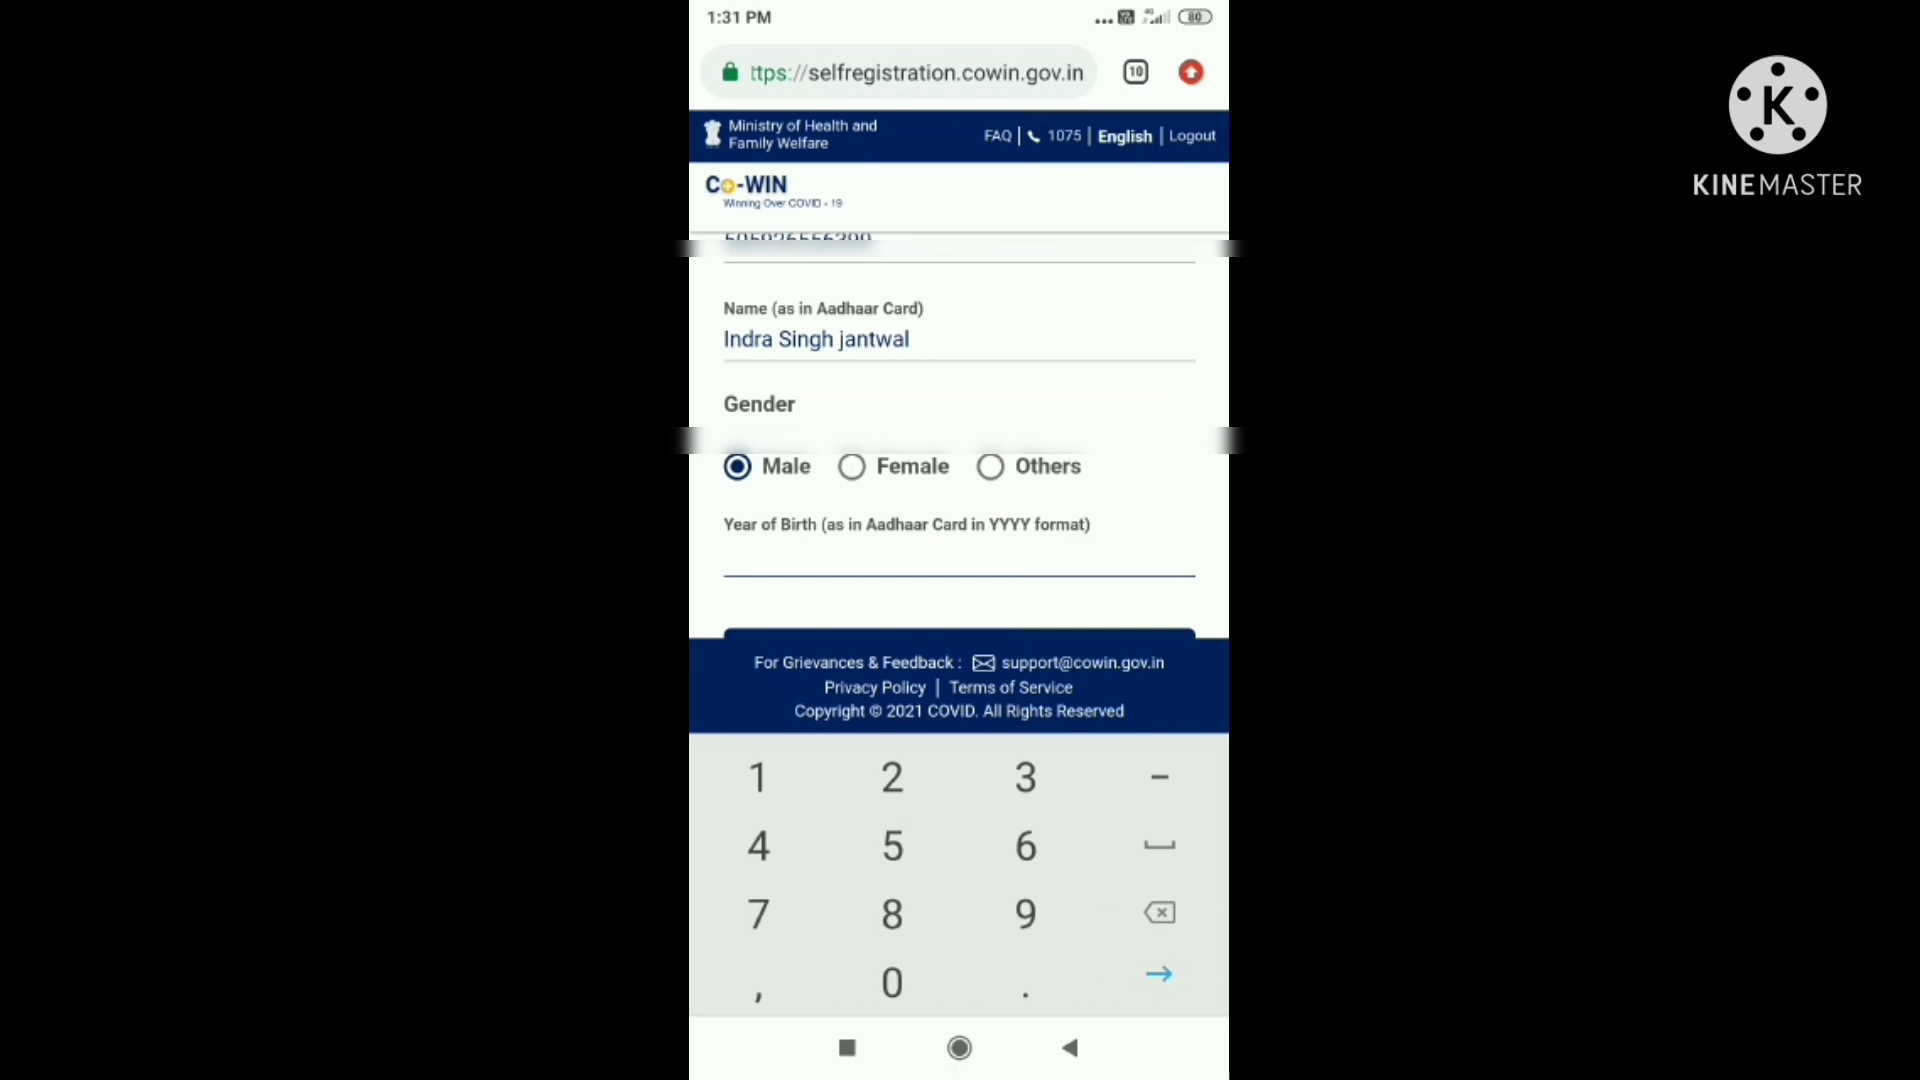 1:31 PM
4G
80
ttps://selfregistration.cowin.gov.in
10
Ministry of Health and
Family Welfare
FAQ | 1075 | English | Logout
Co-WIN
Winning Over COVID - 19
Name (as in Aadhaar Card)
Indra Singh jantwal
Gender
Male Female Others
Year of Birth (as in Aadhaar Card in YYYY format)
For Grievances & Feedback : support@cowin.gov.in
Privacy Policy | Terms of Service
Copyright © 2021 COVID. All Rights Reserved
1 2 3 -
4 5 6
7 8 9
, 0 .
K
KINEMASTER